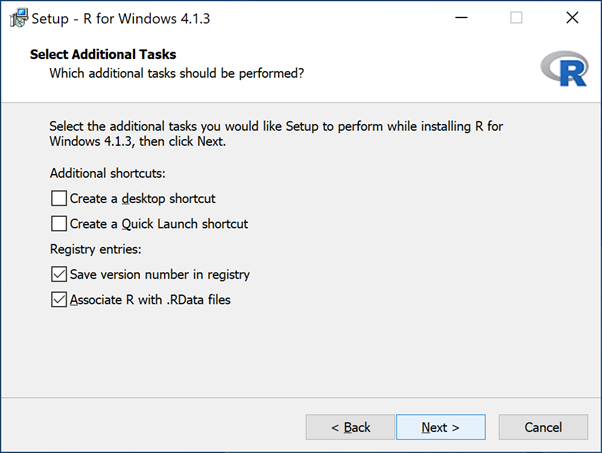 Setup - R for Windows 4.1.3
Select Additional Tasks
Which additional tasks should be performed?
R
Select the additional tasks you would like Setup to perform while installing R for
Windows 4.1.3, then click Next.
Additional shortcuts:
Create a desktop shortcut
Create a Quick Launch shortcut
Registry entries:
Save version number in registry
Associate R with .RData files
< Back
Next >
Cancel